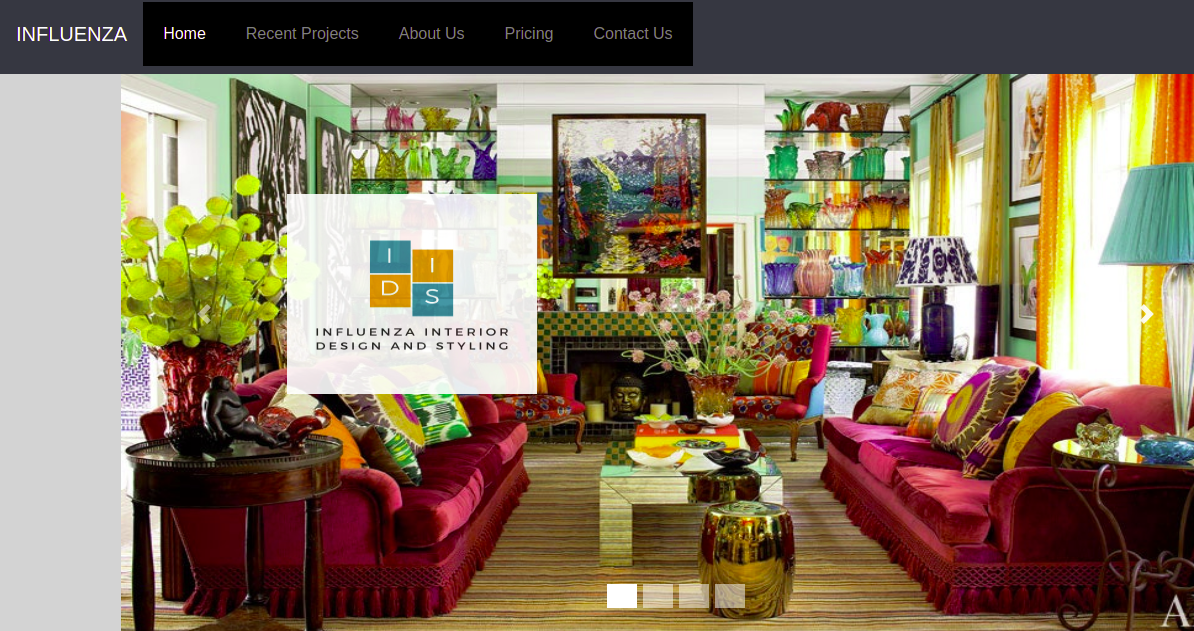 INFLUENZA
Home
Recent Projects
About Us
Pricing
Contact Us
I I
D S
INFLUENZA INTERIOR
DESIGN AND STYLING
A